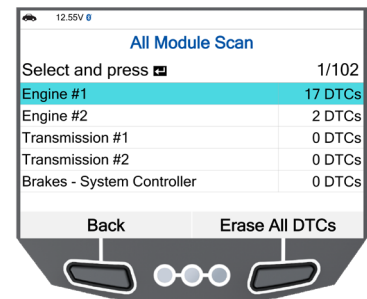 12.55V
All Module Scan
Select and press 1/102
Engine #1 17 DTCs
Engine #2 2 DTCs
Transmission #1 0 DTCs
Transmission #2 0 DTCs
Brakes - System Controller 0 DTCs
Back Erase All DTCs